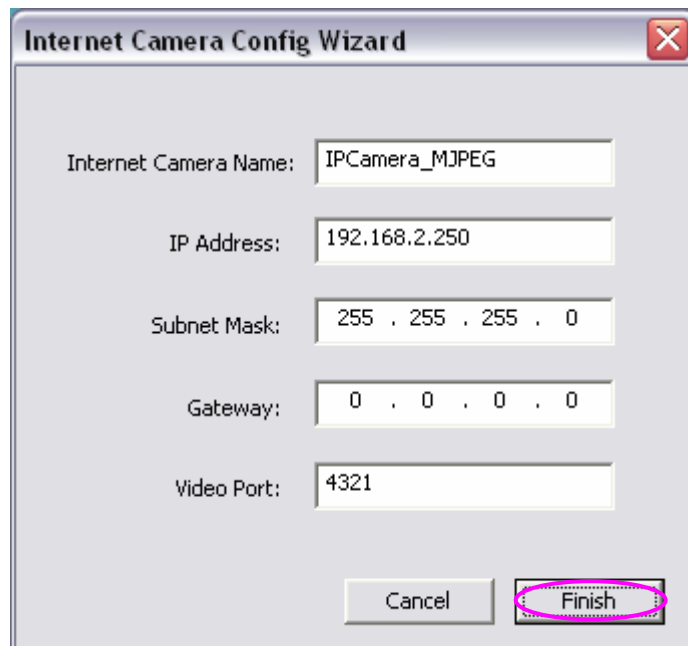 Internet Camera Config Wizard
Internet Camera Name: IPCamera_MJPEG
IP Address: 192.168.2.250
Subnet Mask: 255 . 255 . 255 . 0
Gateway: 0 . 0 . 0 . 0
Video Port: 4321
Cancel Finish